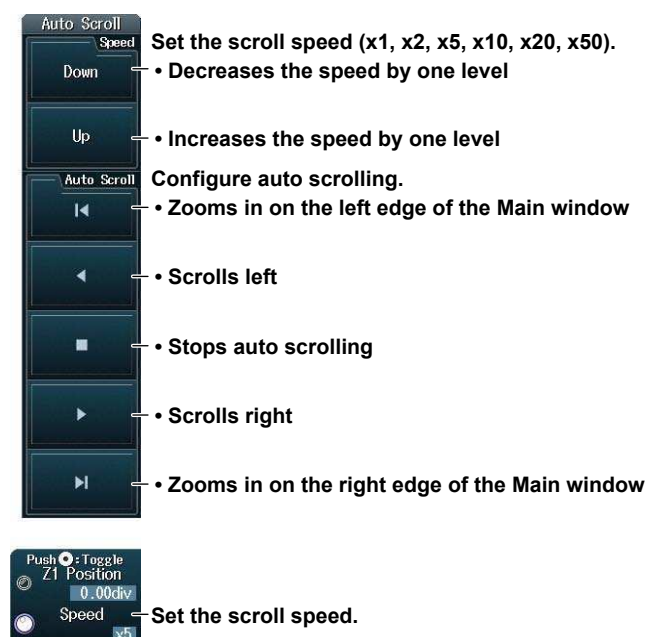 Auto Scroll
Speed
Set the scroll speed (x1, x2, x5, x10, x20, x50).
Down
• Decreases the speed by one level
Up
• Increases the speed by one level
Auto Scroll
Configure auto scrolling.
• Zooms in on the left edge of the Main window
• Scrolls left
• Stops auto scrolling
• Scrolls right
• Zooms in on the right edge of the Main window
Push :Toggle
Z1 Position
0.00div
Speed
Set the scroll speed.
x5